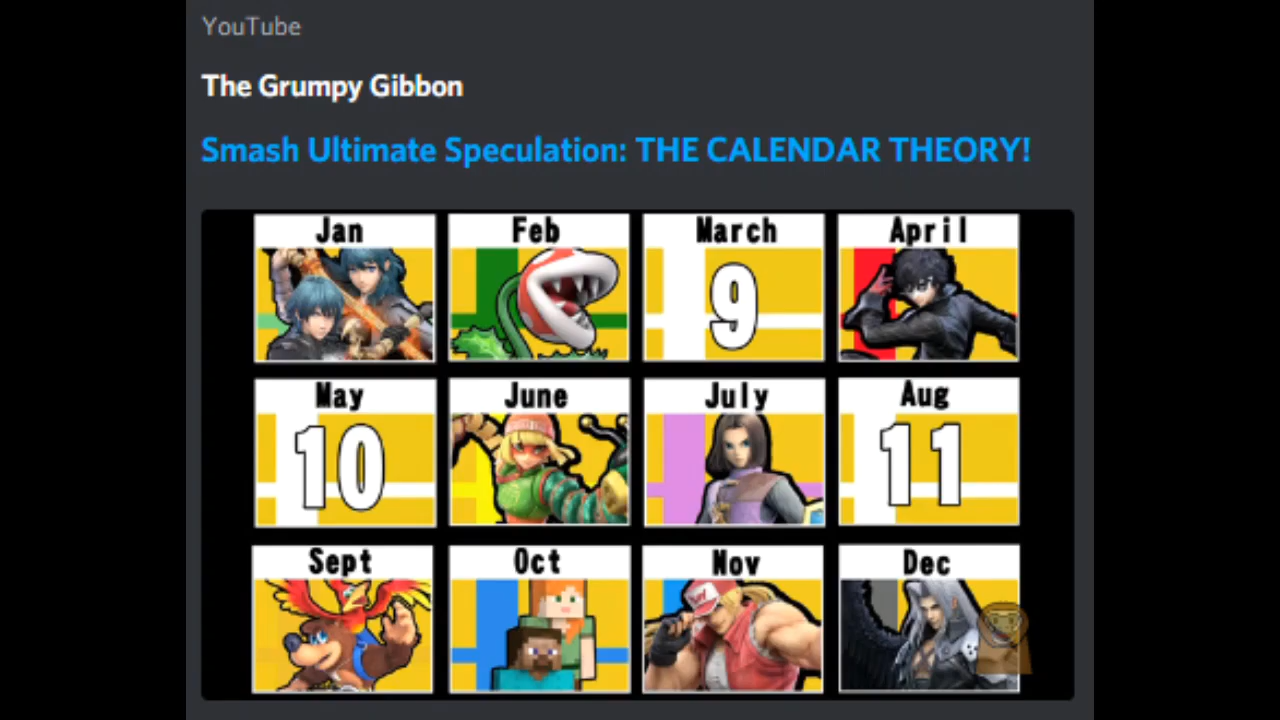 YouTube
The Grumpy Gibbon
Smash Ultimate Speculation: THE CALENDAR THEORY!
Jan Feb March April
9
May June July Aug
10 11
Sept Oct Nov Dec